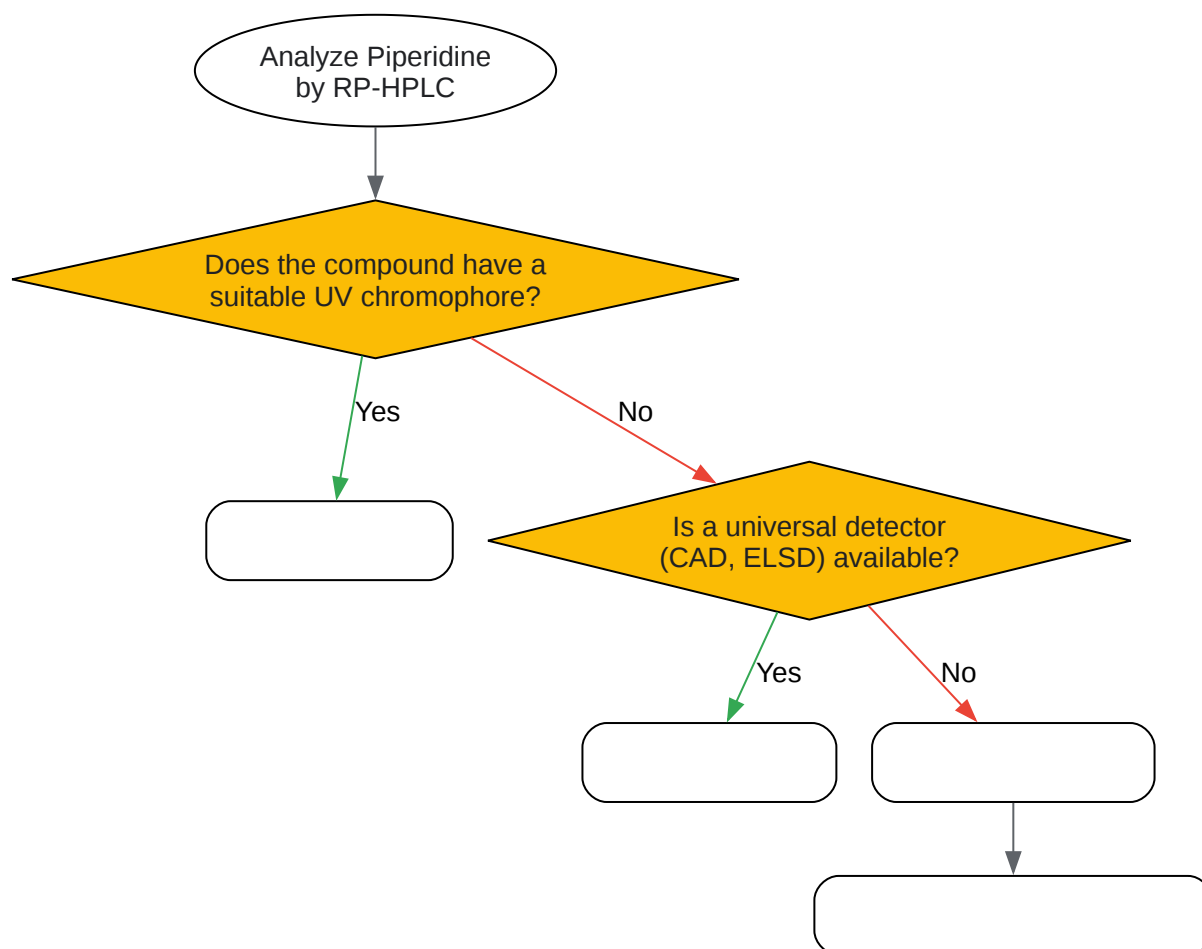 Analyze Piperidine
by RP-HPLC
Does the compound have a
suitable UV chromophore?
Yes
No
Is a universal detector
(CAD, ELSD) available?
Yes
No